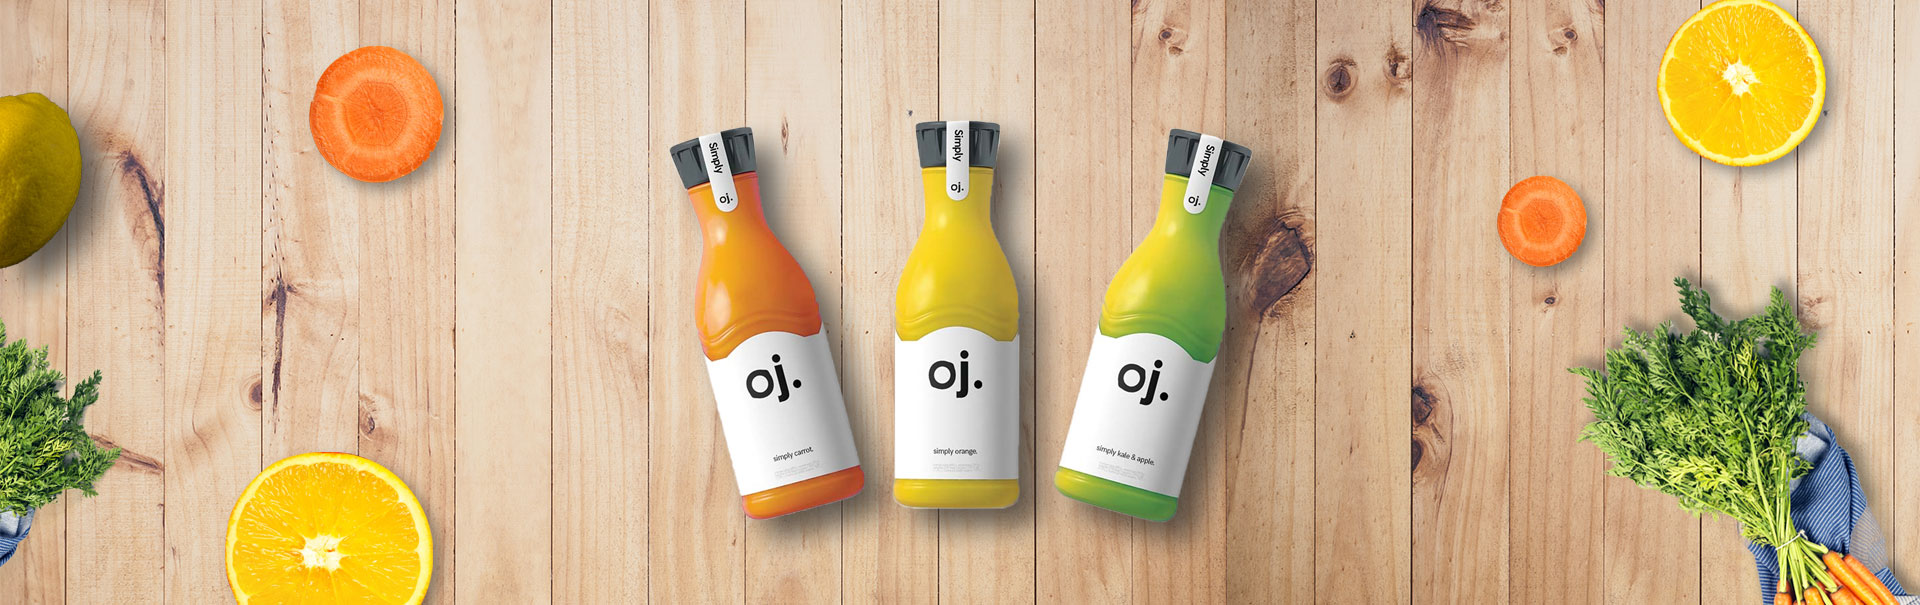 Simply
oj.
oj.
simply carrot.
Simply
oj.
oj.
simply orange.
Simply
oj.
oj.
simply kale & apple.